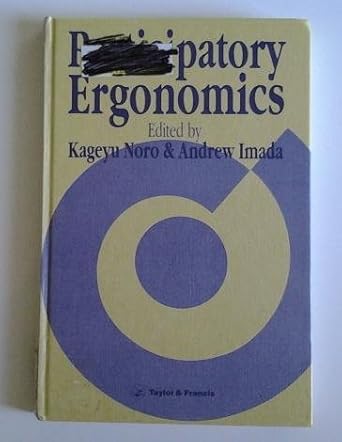 Ergonomics
Edited by
Kageyu Noro & Andrew Imada
Taylor & Francis